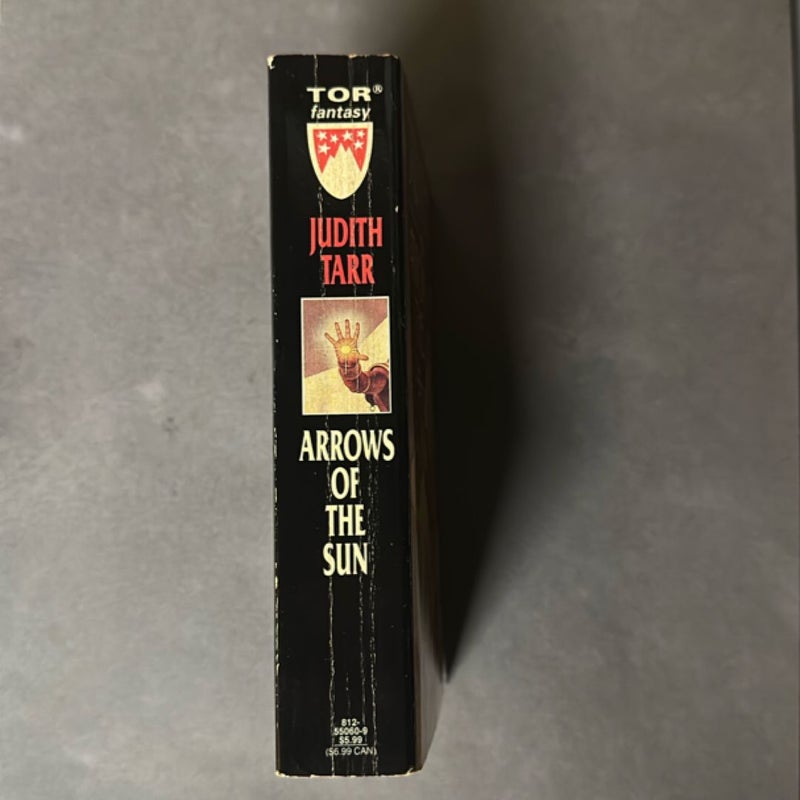 TOR®
fantasy
JUDITH
TARR
ARROWS
OF
THE
SUN
812-
55060-9
$5.99
($6.99 CAN)